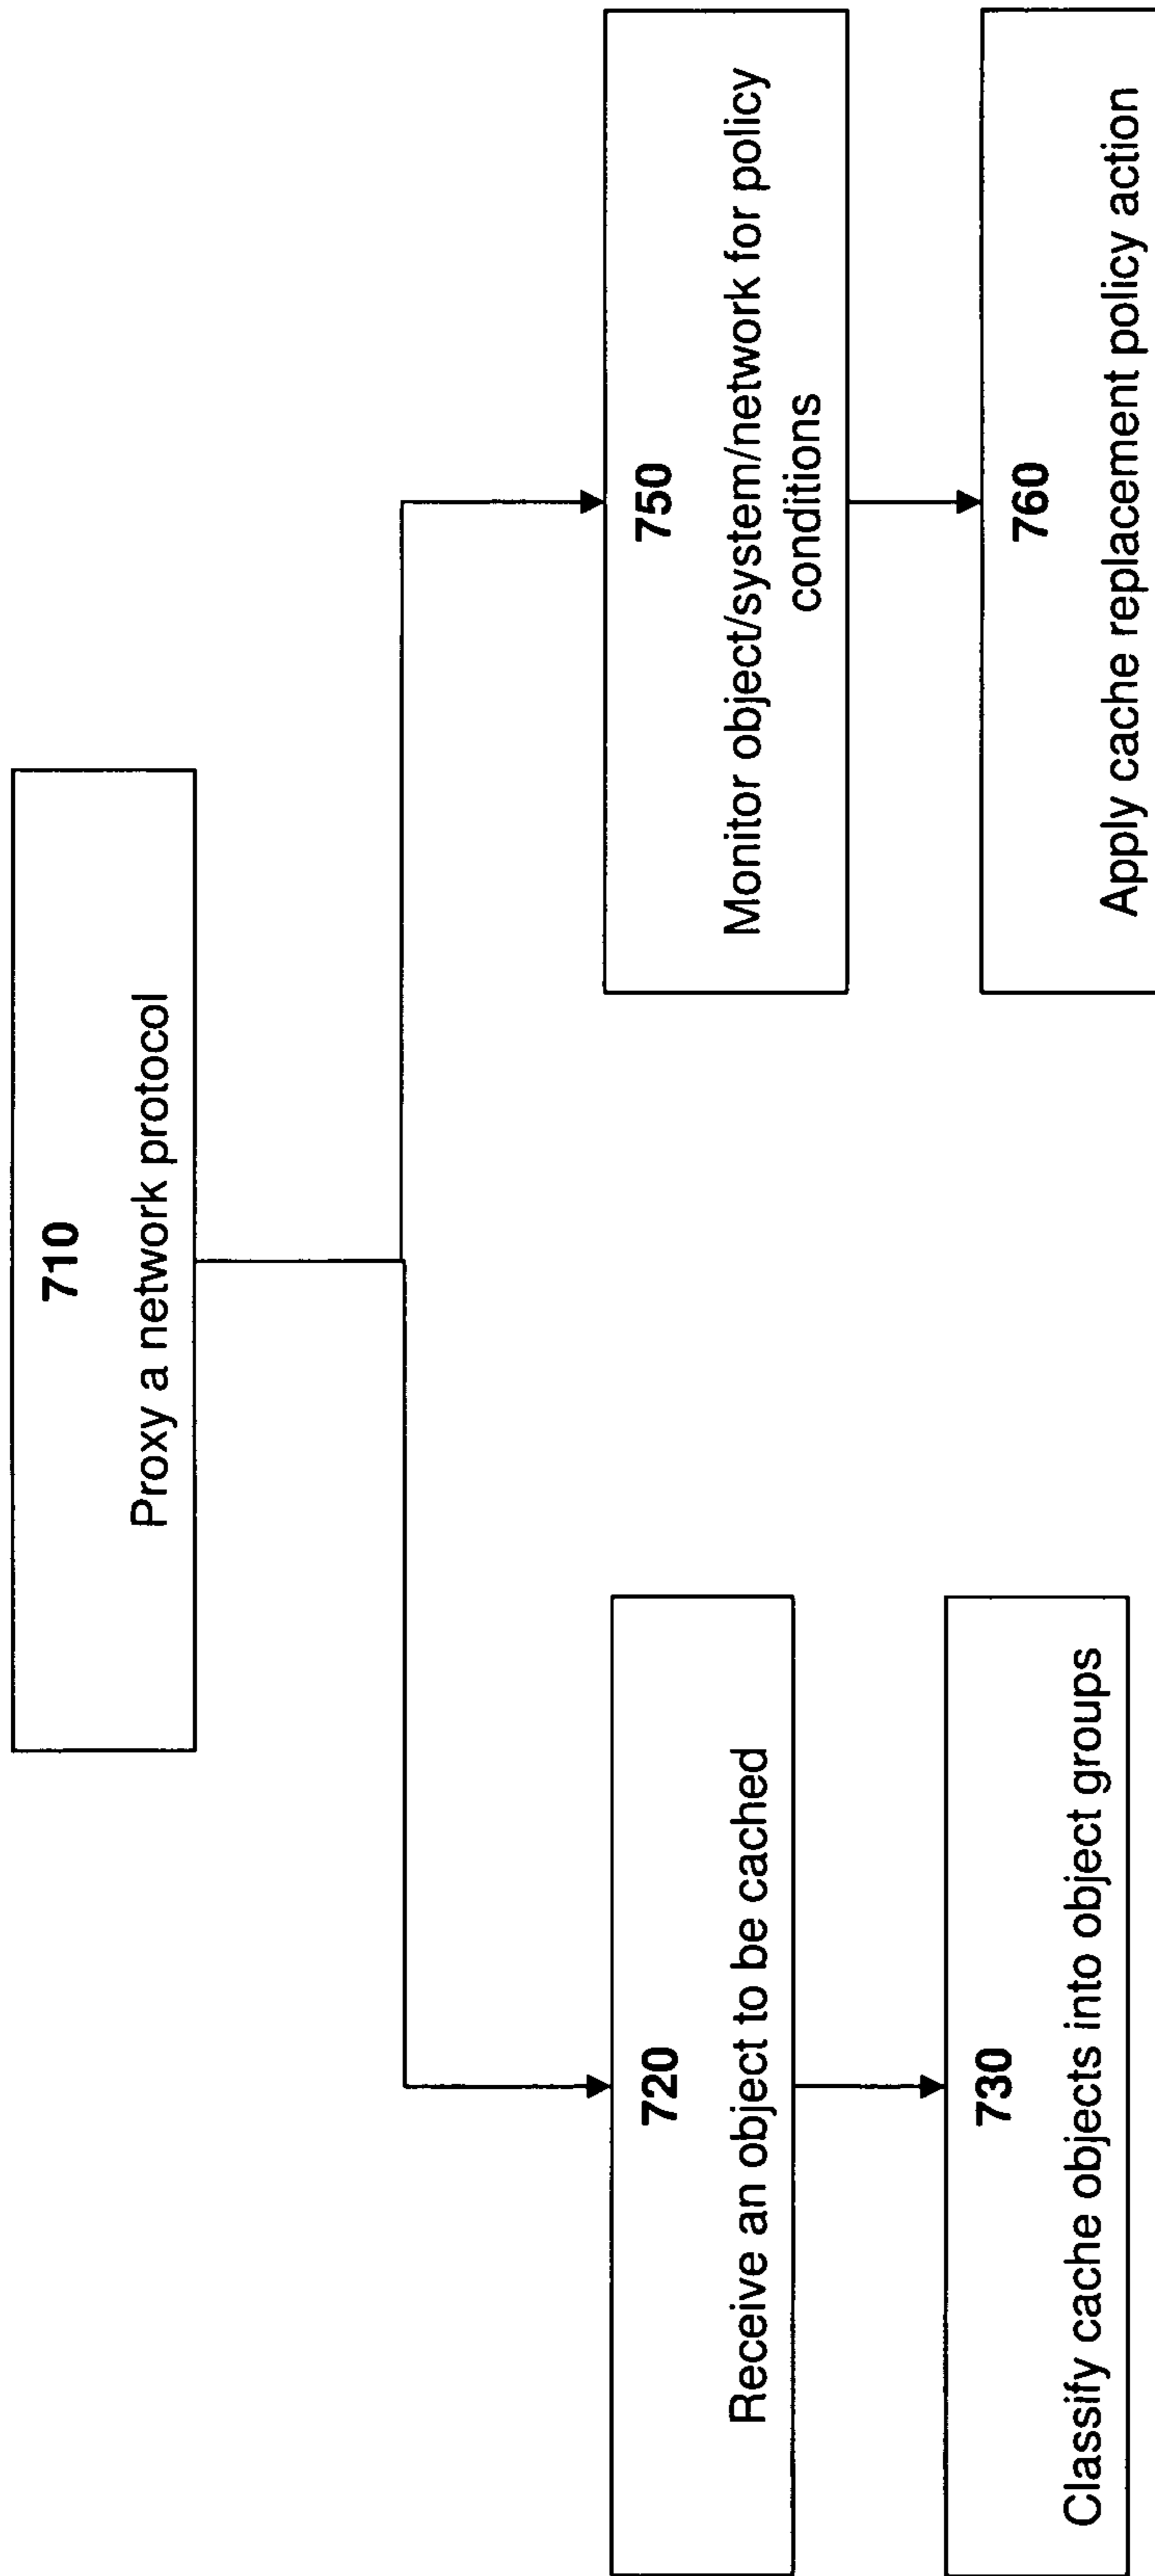 710
Proxy a network protocol
720
Receive an object to be cached
730
Classify cache objects into object groups
750
Monitor object/system/network for policy
conditions
760
Apply cache replacement policy action